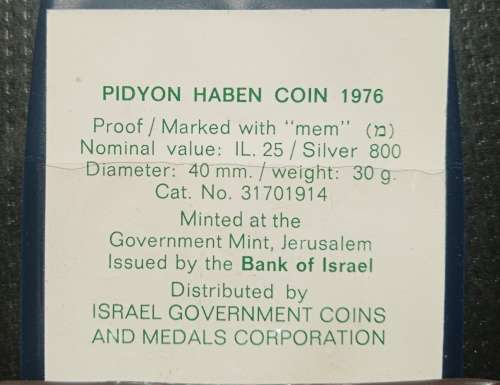 PIDYON HABEN COIN 1976
Proof / Marked with "mem" (מ)
Nominal value: IL. 25 / Silver 800
Diameter: 40 mm. / weight: 30 g.
Cat. No. 31701914
Minted at the
Government Mint, Jerusalem
Issued by the Bank of Israel
Distributed by
ISRAEL GOVERNMENT COINS
AND MEDALS CORPORATION